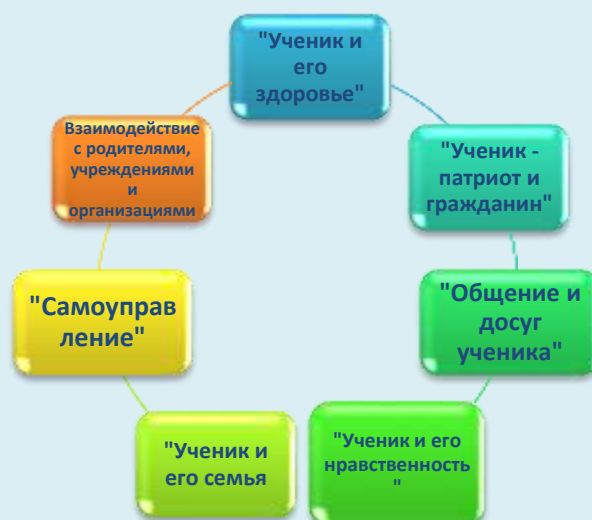 "Ученик и
его
здоровье"
Взаимодействие
с родителями,
учреждениями
и
организациями
"Ученик -
патриот и
гражданин"
"Самоуправ
ление"
"Общение и
досуг
ученика"
"Ученик и
его семья
"Ученик и его
нравственность
"